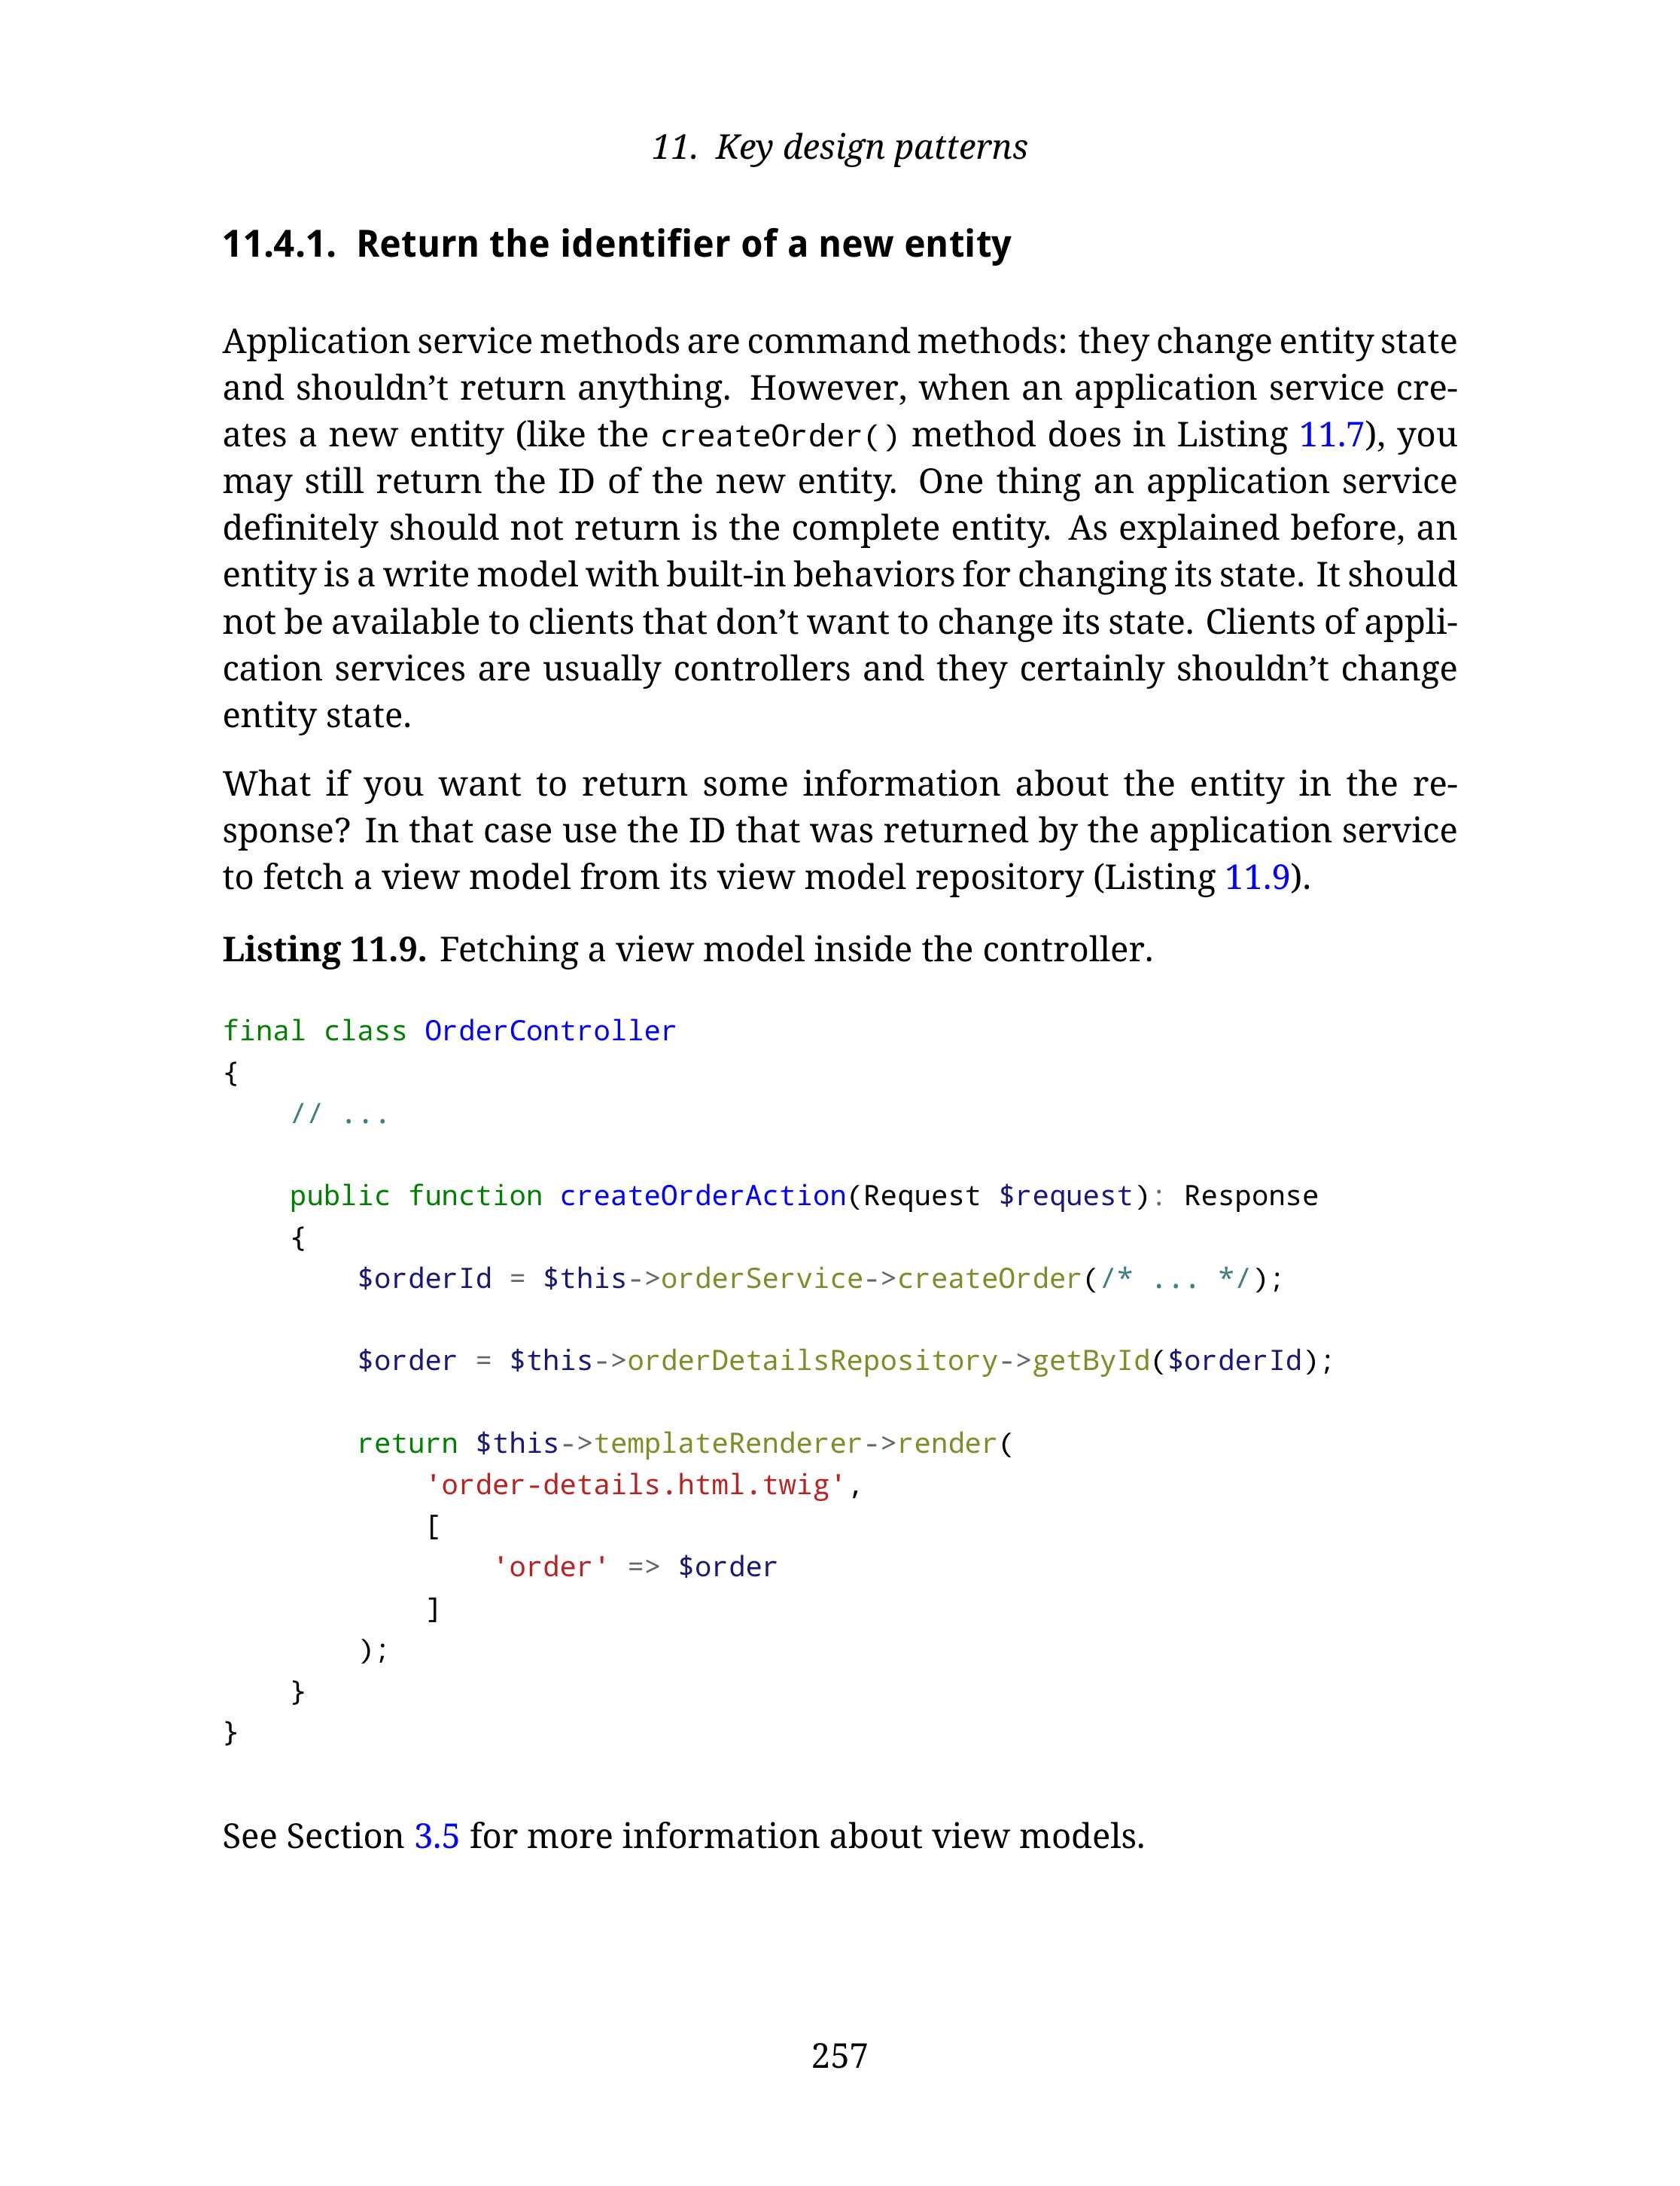 11. Key design patterns
11.4.1. Return the identifier of a new entity
Application service methods are command methods: they change entity state
and shouldn’t return anything. However, when an application service cre-
ates a new entity (like the createOrder() method does in Listing 11.7), you
may still return the ID of the new entity. One thing an application service
definitely should not return is the complete entity. As explained before, an
entity is a write model with built-in behaviors for changing its state. It should
not be available to clients that don’t want to change its state. Clients of appli-
cation services are usually controllers and they certainly shouldn’t change
entity state.
What if you want to return some information about the entity in the re-
sponse? In that case use the ID that was returned by the application service
to fetch a view model from its view model repository (Listing 11.9).
Listing 11.9. Fetching a view model inside the controller.
final class OrderController
{
    // ...
    public function createOrderAction(Request $request): Response
    {
        $orderId = $this->orderService->createOrder(/* ... */);
        $order = $this->orderDetailsRepository->getById($orderId);
        return $this->templateRenderer->render(
            'order-details.html.twig',
            [
                'order' => $order
            ]
        );
    }
}
See Section 3.5 for more information about view models.
257